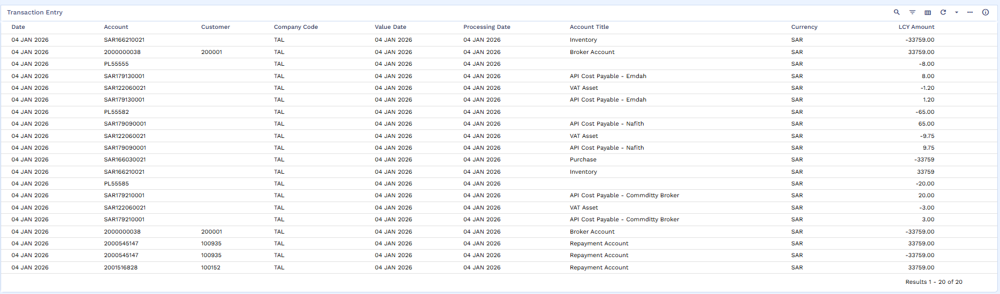 Transaction Entry
Date Account Customer Company Code Value Date Processing Date Account Title Currency LCY Amount
04 JAN 2026 SAR166210021 TAL 04 JAN 2026 04 JAN 2026 Inventory SAR -33759.00
04 JAN 2026 2000000038 200001 TAL 04 JAN 2026 04 JAN 2026 Broker Account SAR 33759.00
04 JAN 2026 PL55555 TAL 04 JAN 2026 04 JAN 2026 SAR -8.00
04 JAN 2026 SAR179130001 TAL 04 JAN 2026 04 JAN 2026 API Cost Payable - Emdah SAR 8.00
04 JAN 2026 SAR122060021 TAL 04 JAN 2026 04 JAN 2026 VAT Asset SAR -1.20
04 JAN 2026 SAR179130001 TAL 04 JAN 2026 04 JAN 2026 API Cost Payable - Emdah SAR 1.20
04 JAN 2026 PL55582 TAL 04 JAN 2026 04 JAN 2026 SAR -65.00
04 JAN 2026 SAR179090001 TAL 04 JAN 2026 04 JAN 2026 API Cost Payable - Nafith SAR 65.00
04 JAN 2026 SAR122060021 TAL 04 JAN 2026 04 JAN 2026 VAT Asset SAR -9.75
04 JAN 2026 SAR179090001 TAL 04 JAN 2026 04 JAN 2026 API Cost Payable - Nafith SAR 9.75
04 JAN 2026 SAR166030021 TAL 04 JAN 2026 04 JAN 2026 Purchase SAR -33759
04 JAN 2026 SAR166210021 TAL 04 JAN 2026 04 JAN 2026 Inventory SAR 33759
04 JAN 2026 PL55585 TAL 04 JAN 2026 04 JAN 2026 SAR -20.00
04 JAN 2026 SAR179210001 TAL 04 JAN 2026 04 JAN 2026 API Cost Payable - Commditty Broker SAR 20.00
04 JAN 2026 SAR122060021 TAL 04 JAN 2026 04 JAN 2026 VAT Asset SAR -3.00
04 JAN 2026 SAR179210001 TAL 04 JAN 2026 04 JAN 2026 API Cost Payable - Commditty Broker SAR 3.00
04 JAN 2026 2000000038 200001 TAL 04 JAN 2026 04 JAN 2026 Broker Account SAR -33759.00
04 JAN 2026 2000545147 100935 TAL 04 JAN 2026 04 JAN 2026 Repayment Account SAR 33759.00
04 JAN 2026 2000545147 100935 TAL 04 JAN 2026 04 JAN 2026 Repayment Account SAR -33759.00
04 JAN 2026 2001516828 100152 TAL 04 JAN 2026 04 JAN 2026 Repayment Account SAR 33759.00
Results 1 - 20 of 20